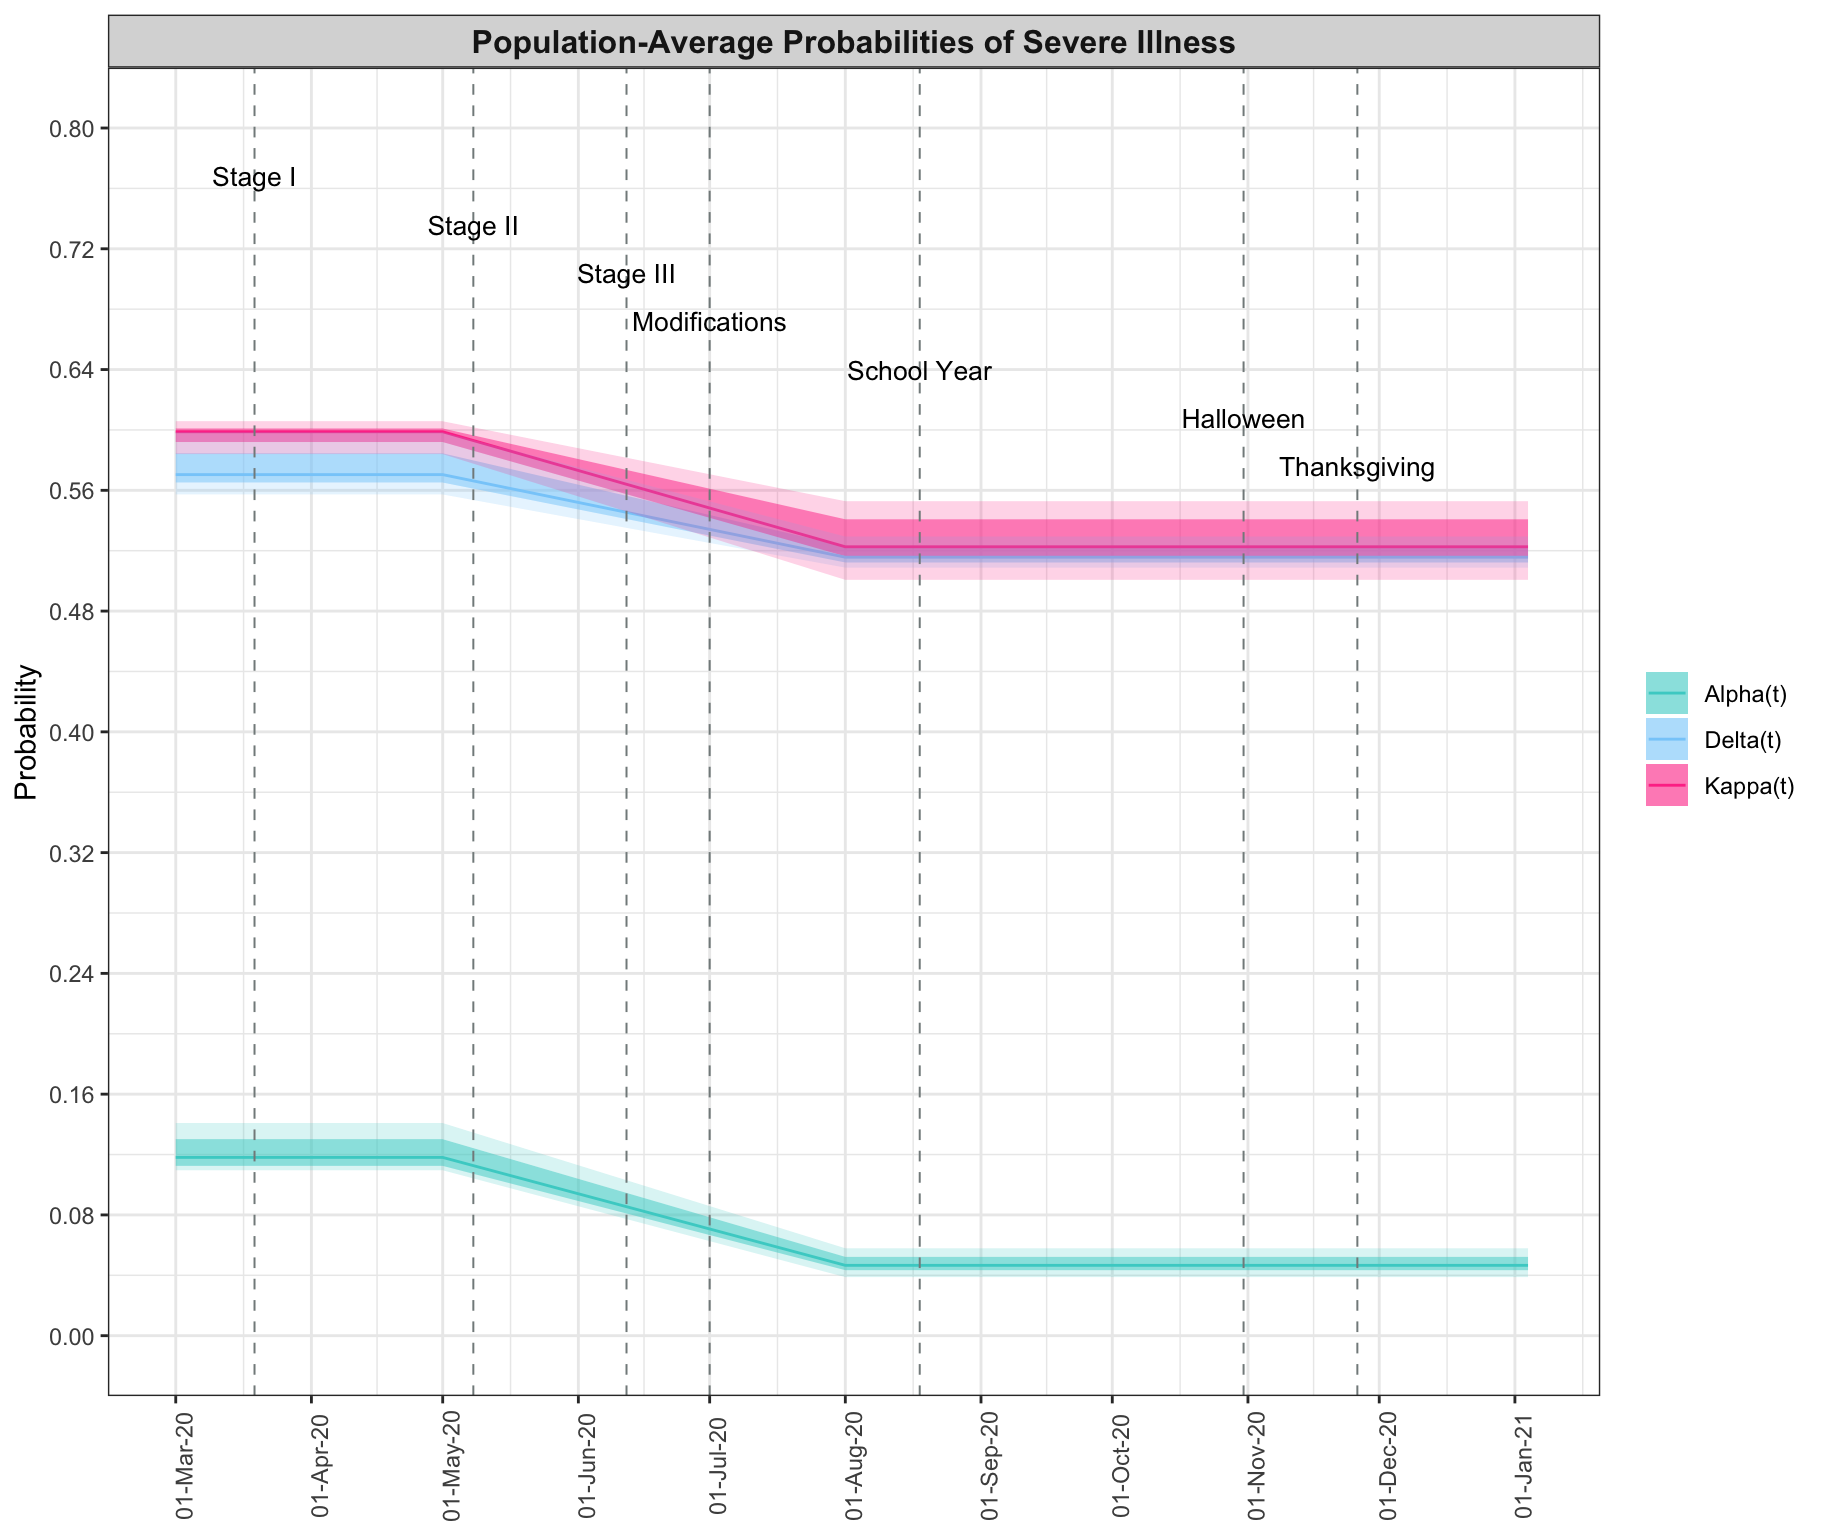 Population-Average Probabilities of Severe Illness
0.80
0.72
0.64
0.56
0.48
0.40
0.32
0.24
0.16
0.08
0.00
Probability
Stage I
Stage II
Stage III
Modifications
School Year
Halloween
Thanksgiving
01-Mar-20
01-Apr-20
01-May-20
01-Jun-20
01-Jul-20
01-Aug-20
01-Sep-20
01-Oct-20
01-Nov-20
01-Dec-20
01-Jan-21
Alpha(t)
Delta(t)
Kappa(t)